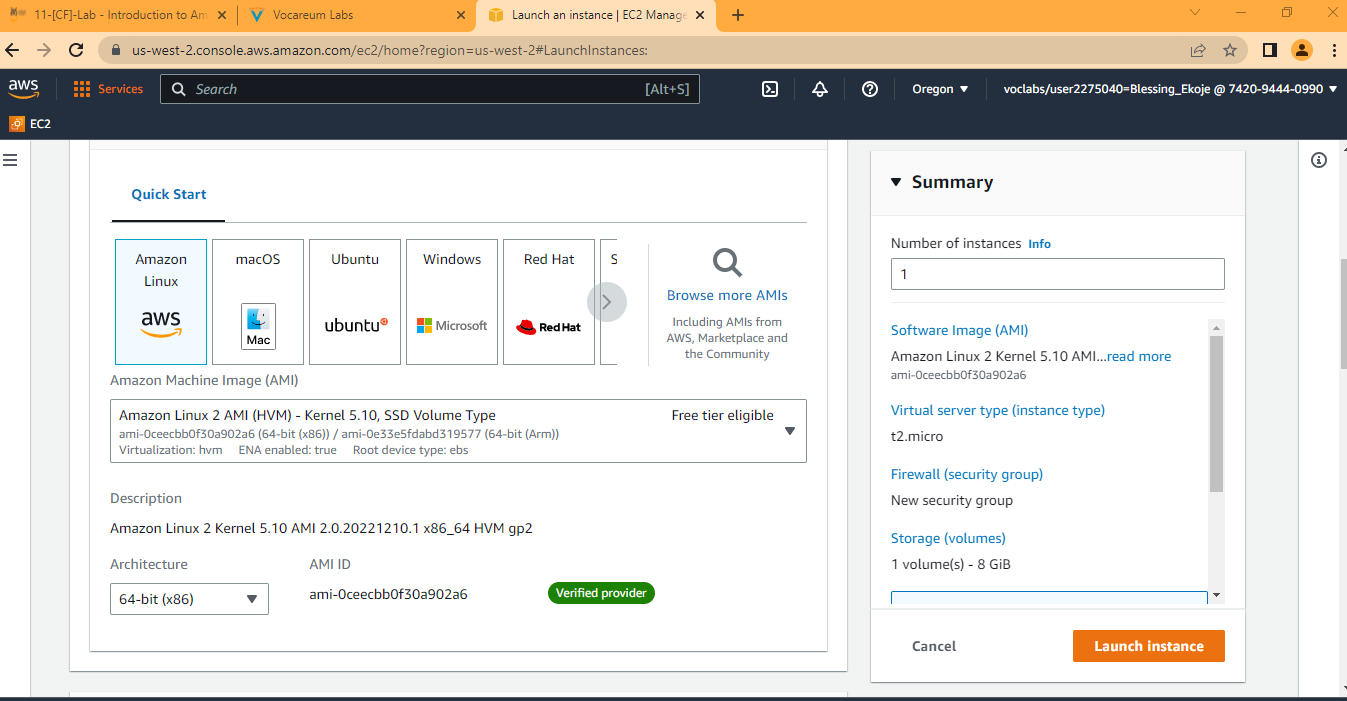 11-[CF]-Lab - Introduction to Am
Vocareum Labs
Launch an instance | EC2 Manage
us-west-2.console.aws.amazon.com/ec2/home?region=us-west-2#LaunchInstances:
aws
Services
Search
[Alt+S]
Oregon
voclabs/user2275040=Blessing_Ekoje @ 7420-9444-0990
EC2
Quick Start
Amazon
Linux
aws
macOS
Mac
Ubuntu
ubuntu
Windows
Microsoft
Red Hat
Red Hat
S
Browse more AMIs
Including AMIs from
AWS, Marketplace and
the Community
Amazon Machine Image (AMI)
Amazon Linux 2 AMI (HVM) - Kernel 5.10, SSD Volume Type
Free tier eligible
ami-0ceecbb0f30a902a6 (64-bit (x86)) / ami-0e33e5fdabd319577 (64-bit (Arm))
Virtualization: hvm ENA enabled: true Root device type: ebs
Description
Amazon Linux 2 Kernel 5.10 AMI 2.0.20221210.1 x86_64 HVM gp2
Architecture
AMI ID
64-bit (x86)
ami-0ceecbb0f30a902a6
Verified provider
Summary
Number of instances Info
1
Software Image (AMI)
Amazon Linux 2 Kernel 5.10 AMI...read more
ami-0ceecbb0f30a902a6
Virtual server type (instance type)
t2.micro
Firewall (security group)
New security group
Storage (volumes)
1 volume(s) - 8 GiB
Cancel
Launch instance